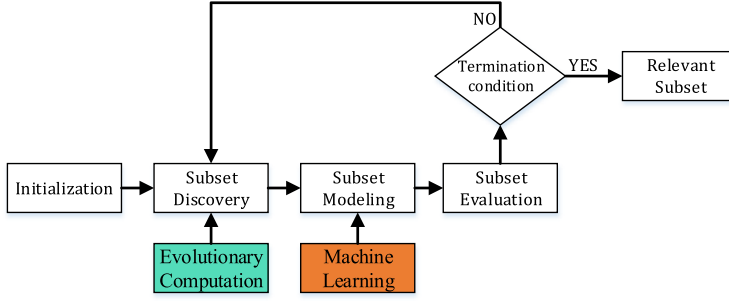 NO
Termination
condition
YES
Relevant
Subset
Initialization
Subset
Discovery
Subset
Modeling
Subset
Evaluation
Evolutionary
Computation
Machine
Learning